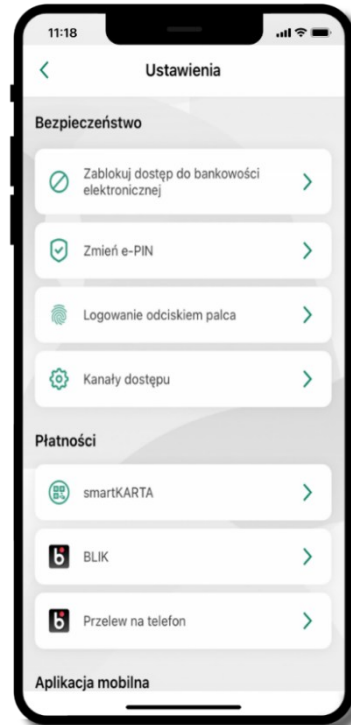 11:18
Ustawienia
Bezpieczeństwo
Zablokuj dostęp do bankowości
elektronicznej
Zmień e-PIN
Logowanie odciskiem palca
Kanały dostępu
Płatności
smartKARTA
BLIK
Przelew na telefon
Aplikacja mobilna